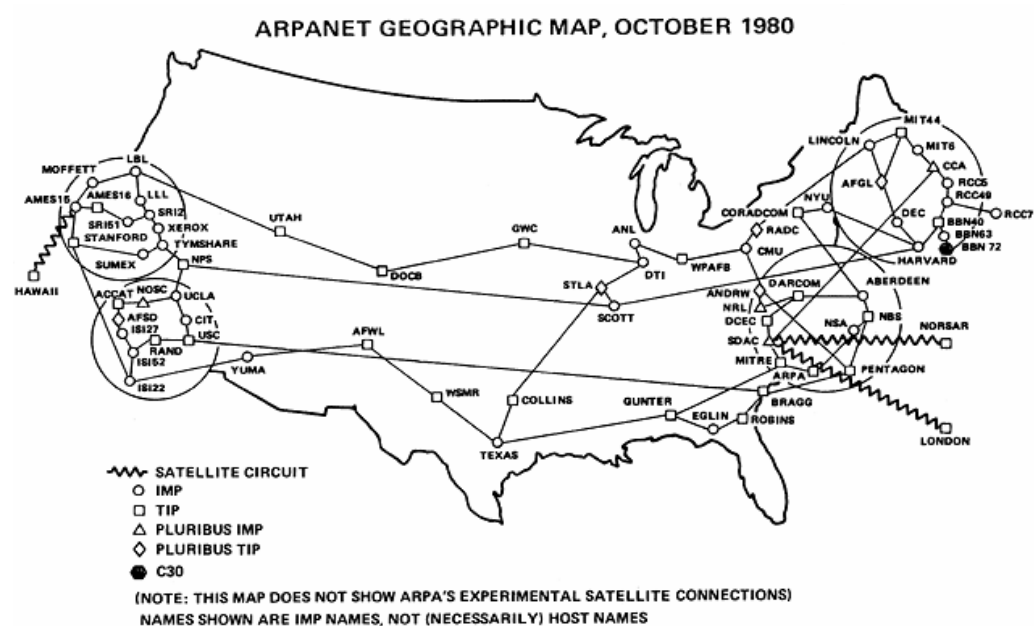 ARPANET GEOGRAPHIC MAP, OCTOBER 1980
MIT44
LINCOLN
MIT6
CCA
RCC5
RCC49
RCC7
AFGL
DEC
BBN40
BBN63
BBN 72
HARVARD
NYU
CORADCOM
RADC
CMU
LBL
MOFFETT
AMES15
AMES16
LLL
SRI2
SRI51
XEROX
STANFORD
TYMSHARE
SUMEX
NPS
HAWAII
UTAH
GWC
DOCB
ANL
WPAFB
DTI
STLA
SCOTT
ANDRW
DARCOM
ABERDEEN
NRL
DCEC
NSA
NBS
NORSAR
SDAC
MITRE
ARPA
PENTAGON
BRAGG
LONDON
ACCAT
NOSC
UCLA
AFSD
CIT
ISI27
RAND
USC
ISI52
ISI22
YUMA
AFWL
WSMR
COLLINS
TEXAS
GUNTER
EGLIN
ROBINS
SATELLITE CIRCUIT
IMP
TIP
PLURIBUS IMP
PLURIBUS TIP
C30
(NOTE: THIS MAP DOES NOT SHOW ARPA'S EXPERIMENTAL SATELLITE CONNECTIONS)
NAMES SHOWN ARE IMP NAMES, NOT (NECESSARILY) HOST NAMES